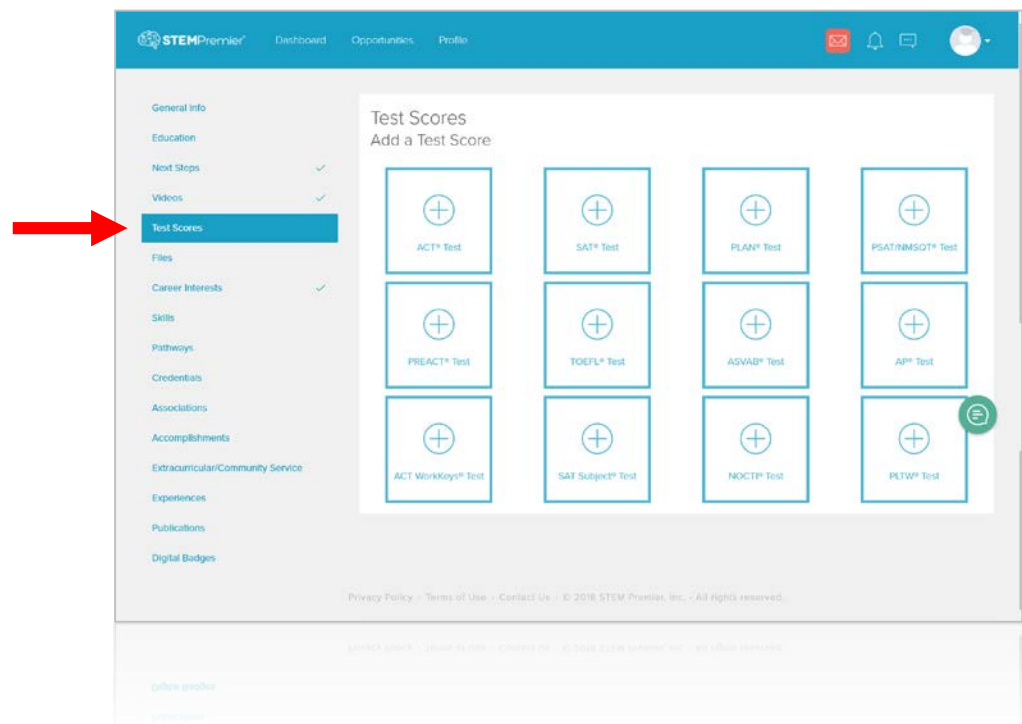 STEMPremier® Dashboard Opportunities Profile
General Info
Education
Next Steps
Videos
Test Scores
Files
Career Interests
Skills
Pathways
Credentials
Associations
Accomplishments
Extracurricular/Community Service
Experiences
Publications
Digital Badges
Test Scores
Add a Test Score
ACT® Test
SAT® Test
PLAN® Test
PSAT/NMSQT® Test
PREACT® Test
TOEFL® Test
ASVAB® Test
AP® Test
ACT WorkKeys® Test
SAT Subject® Test
NOCTI® Test
PLTW® Test
Privacy Policy - Terms of Use - Contact Us - © 2018 STEM Premier, Inc. - All rights reserved.